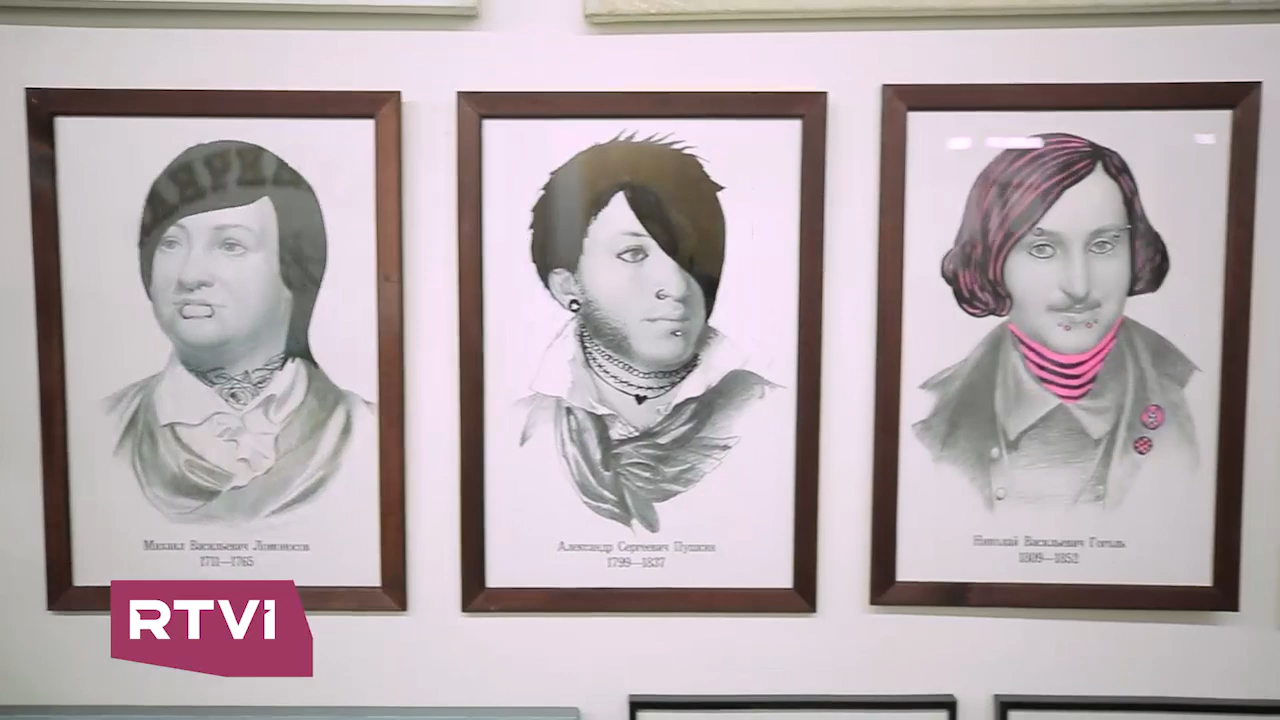 Михаил Васильевич Ломоносов
1711—1765
Александр Сергеевич Пушкин
1799—1837
Николай Васильевич Гоголь
1809—1852
RTVi